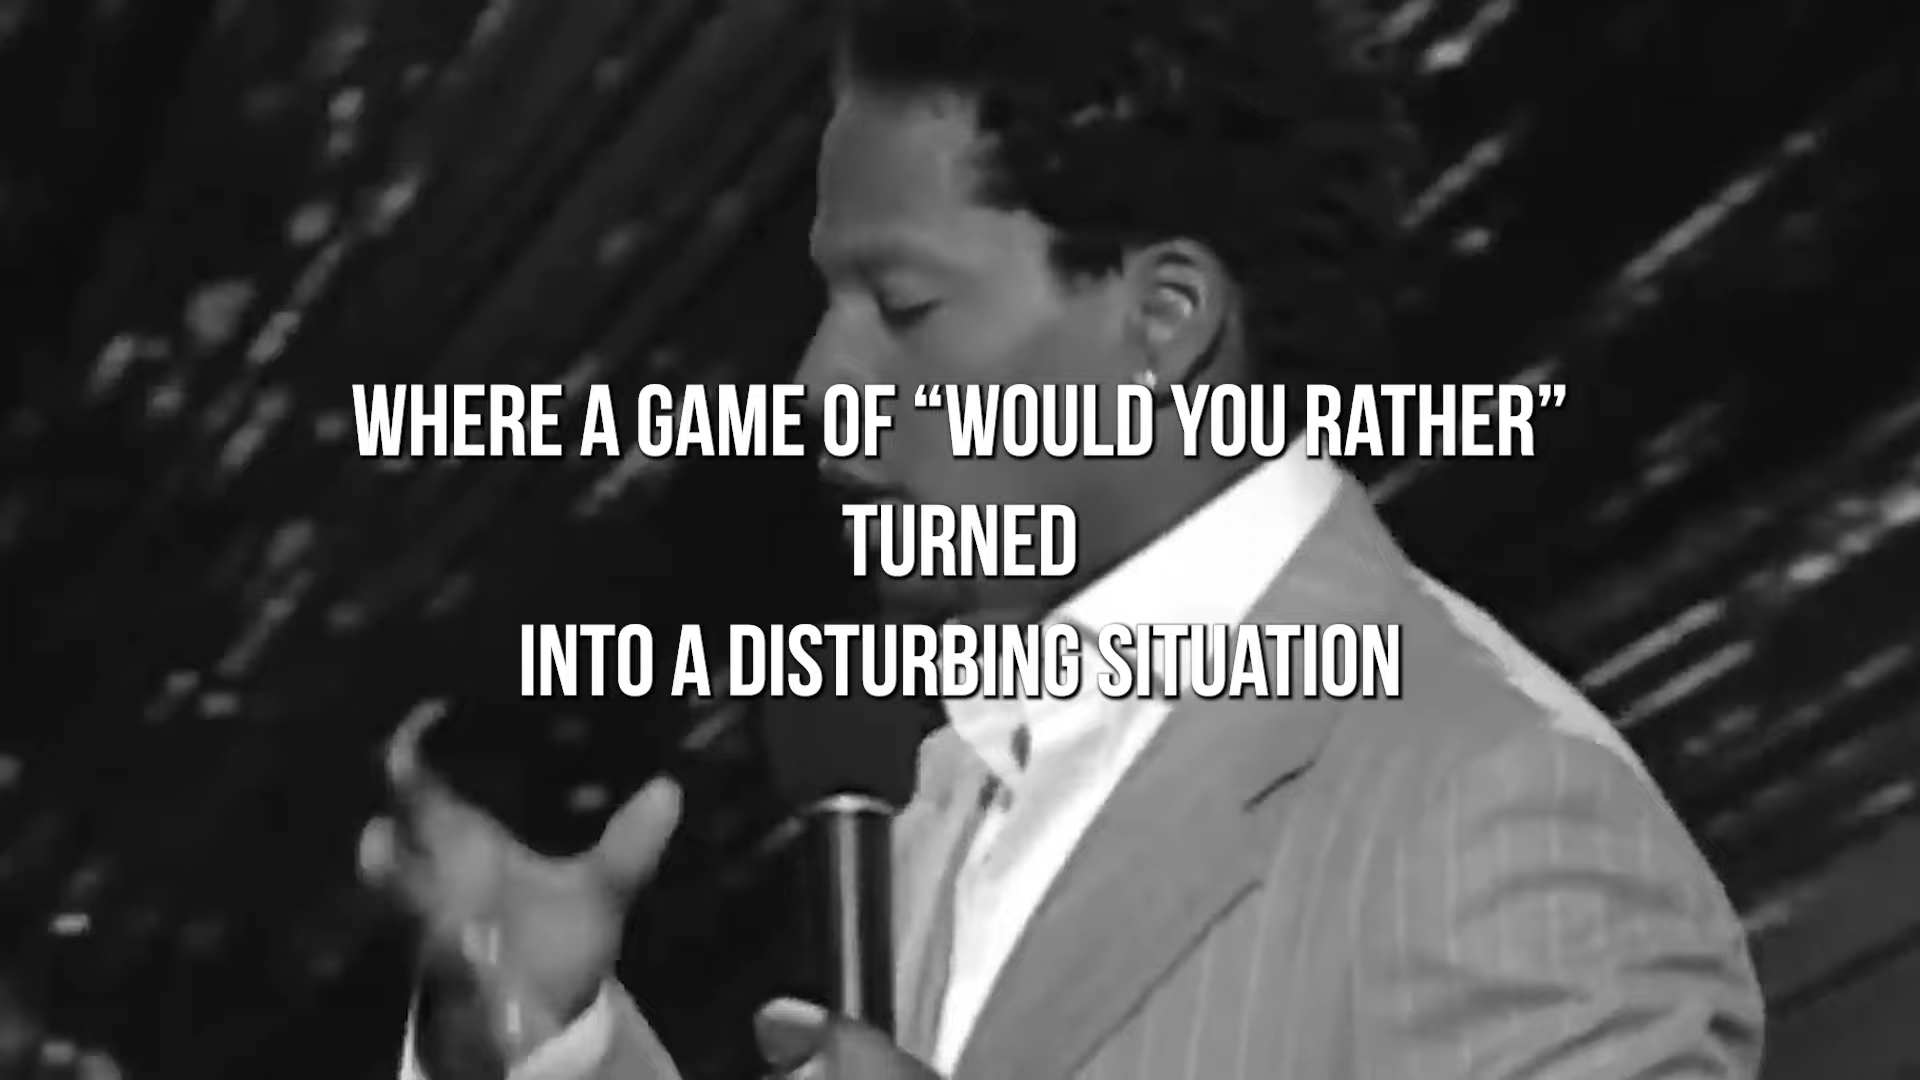 WHERE A GAME OF “WOULD YOU RATHER”
TURNED
INTO A DISTURBING SITUATION